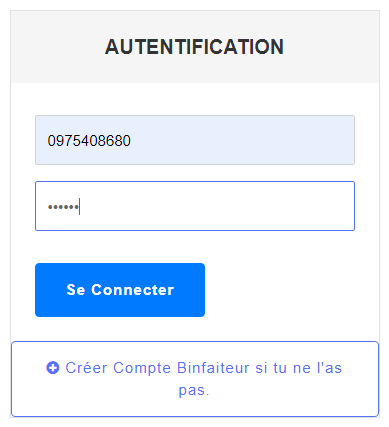 AUTENTIFICATION
0975408680
••••••
Se Connecter
Créer Compte Binfaiteur si tu ne l'as
pas.